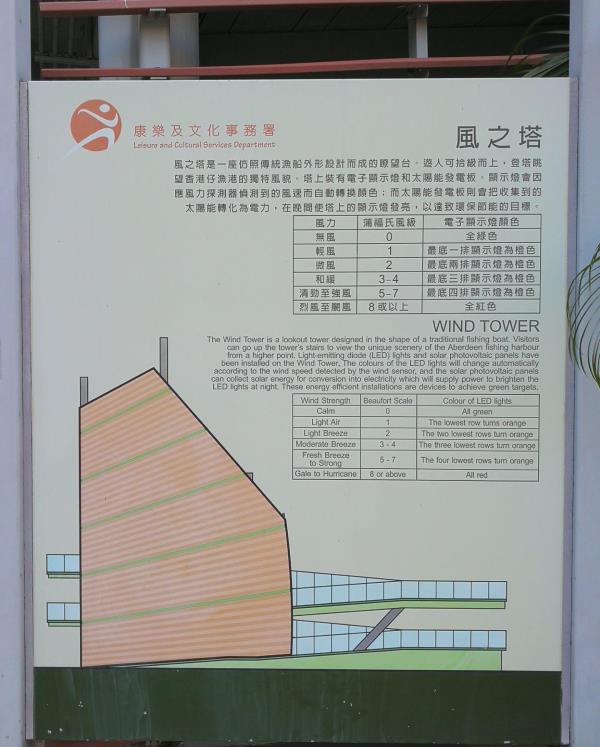 康樂及文化事務署
Leisure and Cultural Services Department
風之塔
風之塔是一座仿照傳統漁船外形設計而成的瞭望台。遊人可拾級而上，登塔眺
望香港仔漁港的獨特風貌。塔上裝有電子顯示燈和太陽能發電板。顯示燈會因
應風力探測器偵測到的風速而自動轉換顏色；而太陽能發電板則會把收集到的
太陽能轉化為電力，在晚間使塔上的顯示燈發亮，以達致環保節能的目標。
風力 蒲福氏風級 電子顯示燈顏色
無風 0 全綠色
輕風 1 最底一排顯示燈為橙色
微風 2 最底兩排顯示燈為橙色
和緩 3-4 最底三排顯示燈為橙色
清勁至強風 5-7 最底四排顯示燈為橙色
烈風至颶風 8 或以上 全紅色
WIND TOWER
The Wind Tower is a lookout tower designed in the shape of a traditional fishing boat. Visitors
can go up the tower's stairs to view the unique scenery of the Aberdeen fishing harbour
from a higher point. Light-emitting diode (LED) lights and solar photovoltaic panels have
been installed on the Wind Tower. The colours of the LED lights will change automatically
according to the wind speed detected by the wind sensor, and the solar photovoltaic panels
can collect solar energy for conversion into electricity which will supply power to brighten the
LED lights at night. These energy efficient installations are devices to achieve green targets.
Wind Strength Beaufort Scale Colour of LED lights
Calm 0 All green
Light Air 1 The lowest row turns orange
Light Breeze 2 The two lowest rows turn orange
Moderate Breeze 3 - 4 The three lowest rows turn orange
Fresh Breeze
to Strong 5 - 7 The four lowest rows turn orange
Gale to Hurricane 8 or above All red